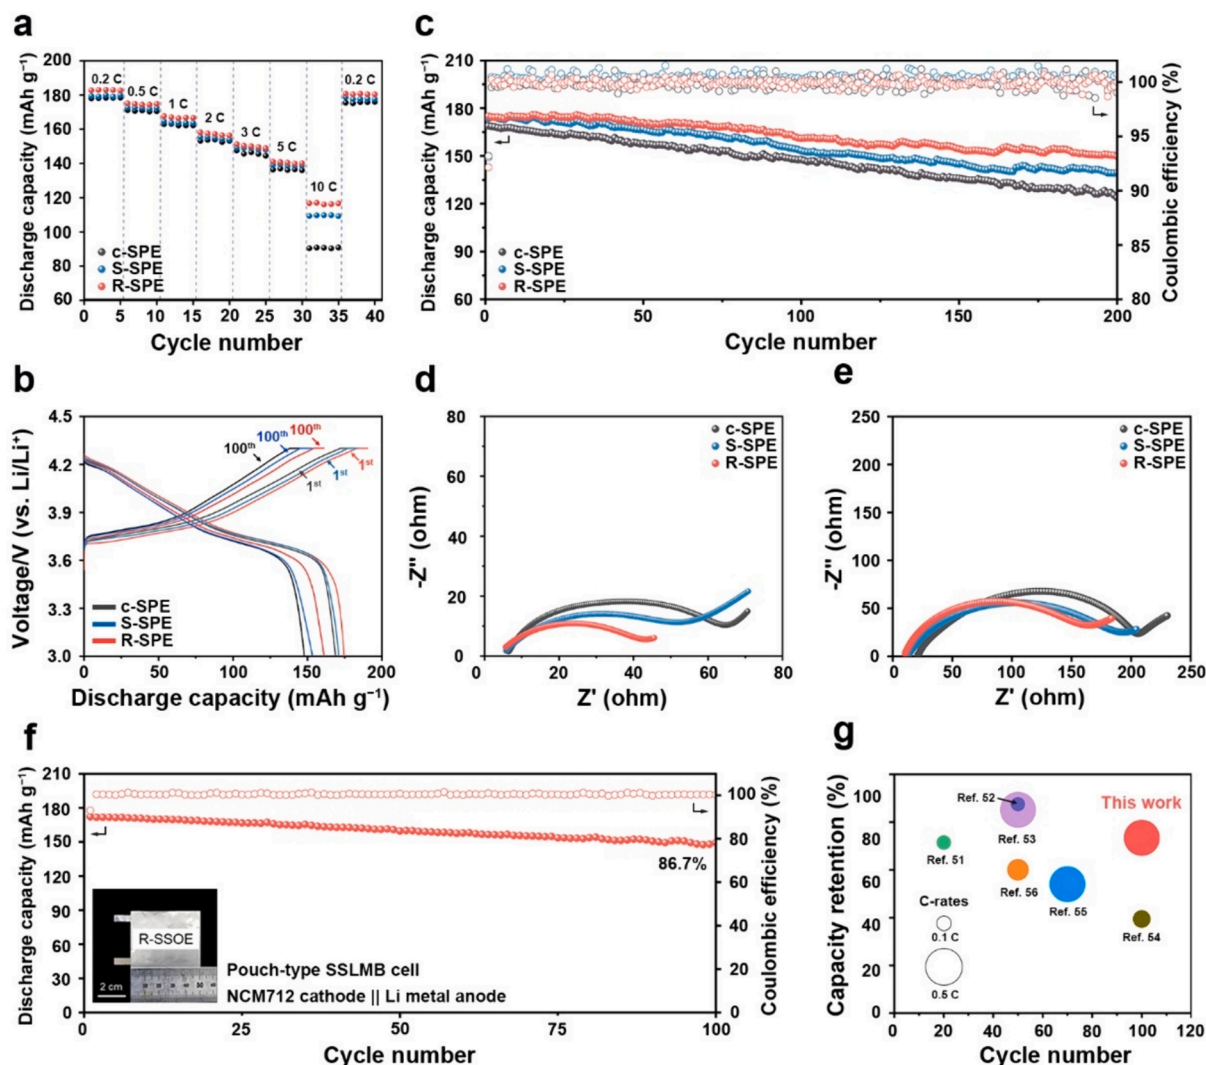 a
Discharge capacity (mAh g⁻¹)
200
180
160
140
120
100
80
60
0.2 C
0.5 C
1 C
2 C
3 C
5 C
10 C
0.2 C
c-SPE
S-SPE
R-SPE
0 5 10 15 20 25 30 35 40
Cycle number
c
Discharge capacity (mAh g⁻¹)
210
180
150
120
90
60
c-SPE
S-SPE
R-SPE
100
95
90
85
80
Coulombic efficiency (%)
0 50 100 150 200
Cycle number
b
Voltage/V (vs. Li/Li⁺)
4.5
4.2
3.9
3.6
3.3
3.0
100th
100th
100th
1st
1st
1st
c-SPE
S-SPE
R-SPE
0 40 80 120 160 200
Discharge capacity (mAh g⁻¹)
d
-Z'' (ohm)
80
60
40
20
0
c-SPE
S-SPE
R-SPE
0 20 40 60 80
Z' (ohm)
e
-Z'' (ohm)
250
200
150
100
50
0
c-SPE
S-SPE
R-SPE
0 50 100 150 200 250
Z' (ohm)
f
Discharge capacity (mAh g⁻¹)
210
180
150
120
90
60
30
0
86.7%
R-SSOE
2 cm
Pouch-type SSLMB cell
NCM712 cathode || Li metal anode
100
80
60
40
20
0
Coulombic efficiency (%)
0 25 50 75 100
Cycle number
g
Capacity retention (%)
100
80
60
40
20
0
Ref. 52
Ref. 53
This work
Ref. 51
Ref. 56
Ref. 55
Ref. 54
C-rates
0.1 C
0.5 C
0 20 40 60 80 100 120
Cycle number